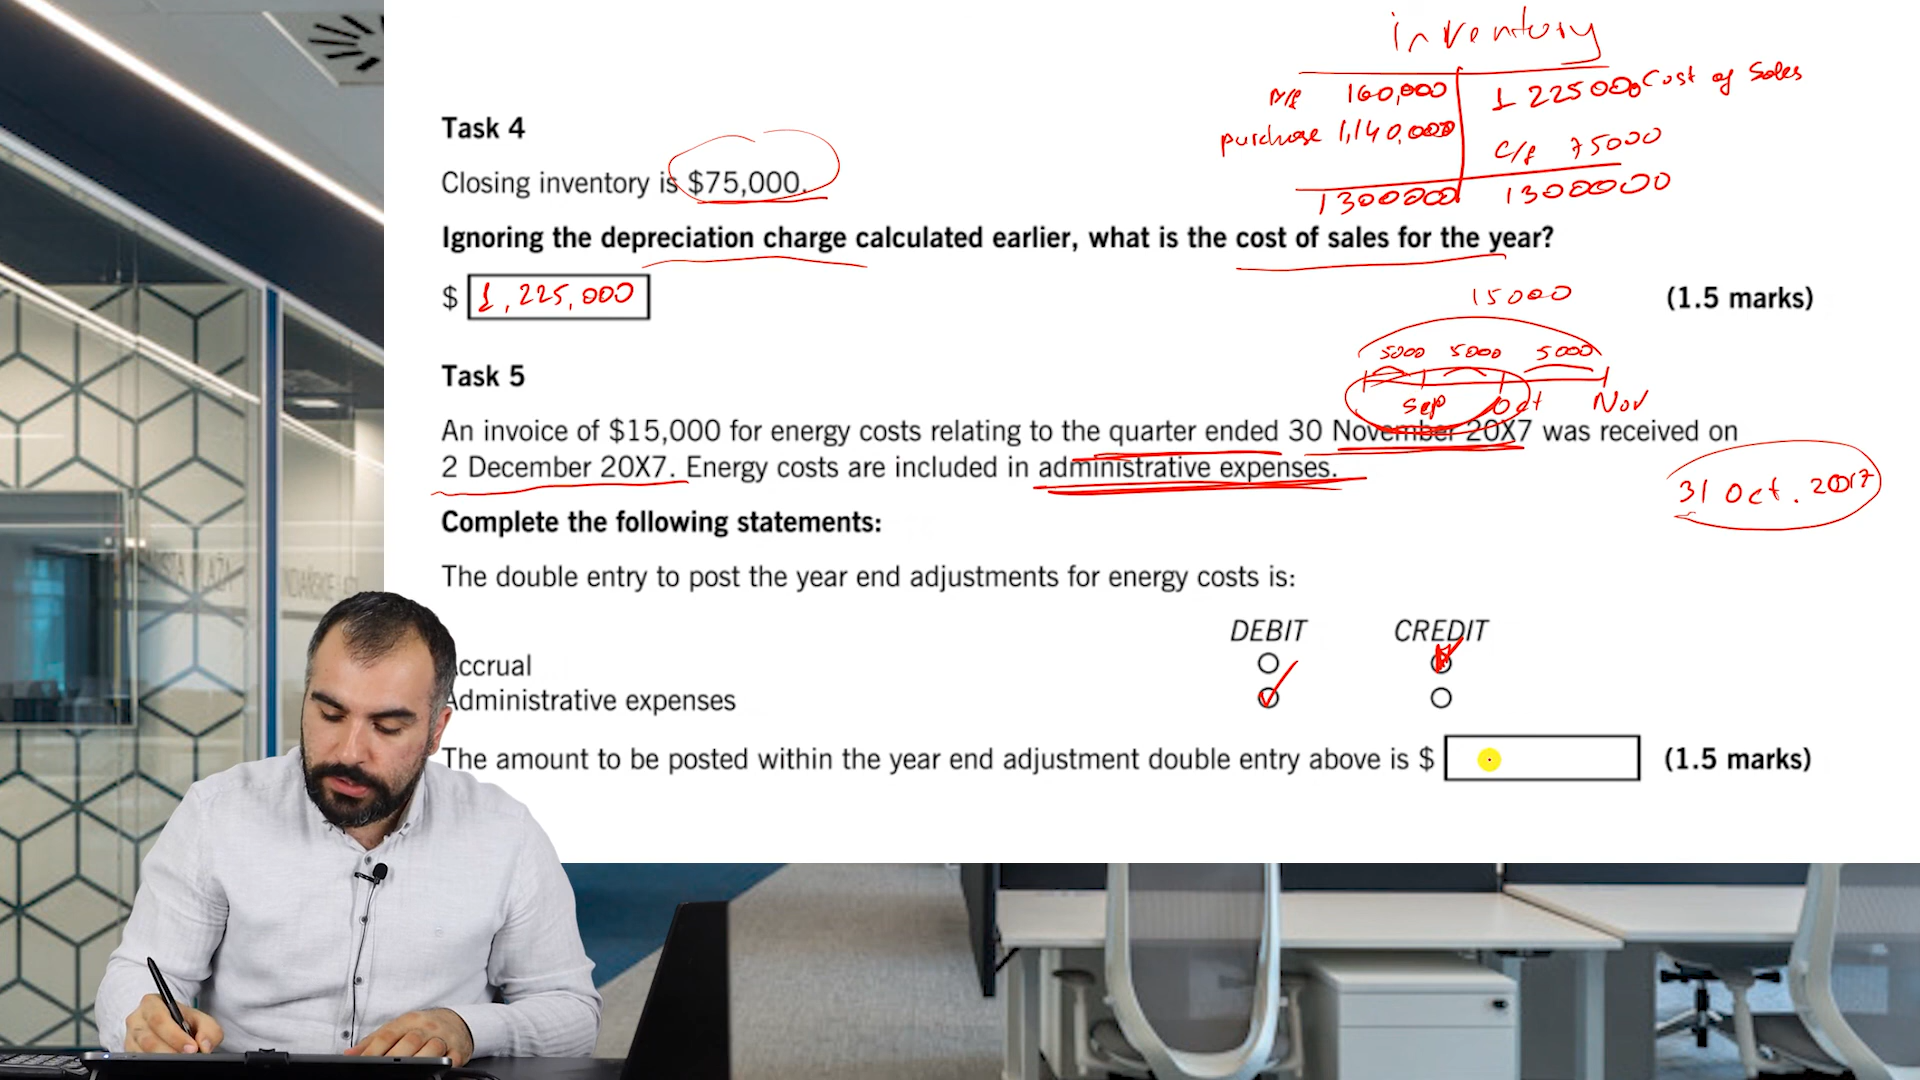 inventory
B/f 160,000 1 225000 Cost of Sales
purchase 1,140,000
C/f 75000
1300000 1300000
Task 4
Closing inventory is $75,000.
Ignoring the depreciation charge calculated earlier, what is the cost of sales for the year?
$ 1,225,000 (1.5 marks)
15000
5000 5000 5000
Sep Oct Nov
Task 5
An invoice of $15,000 for energy costs relating to the quarter ended 30 November 20X7 was received on
2 December 20X7. Energy costs are included in administrative expenses.
31 Oct. 2017
Complete the following statements:
The double entry to post the year end adjustments for energy costs is:
DEBIT CREDIT
ccrual
Administrative expenses
The amount to be posted within the year end adjustment double entry above is $ (1.5 marks)